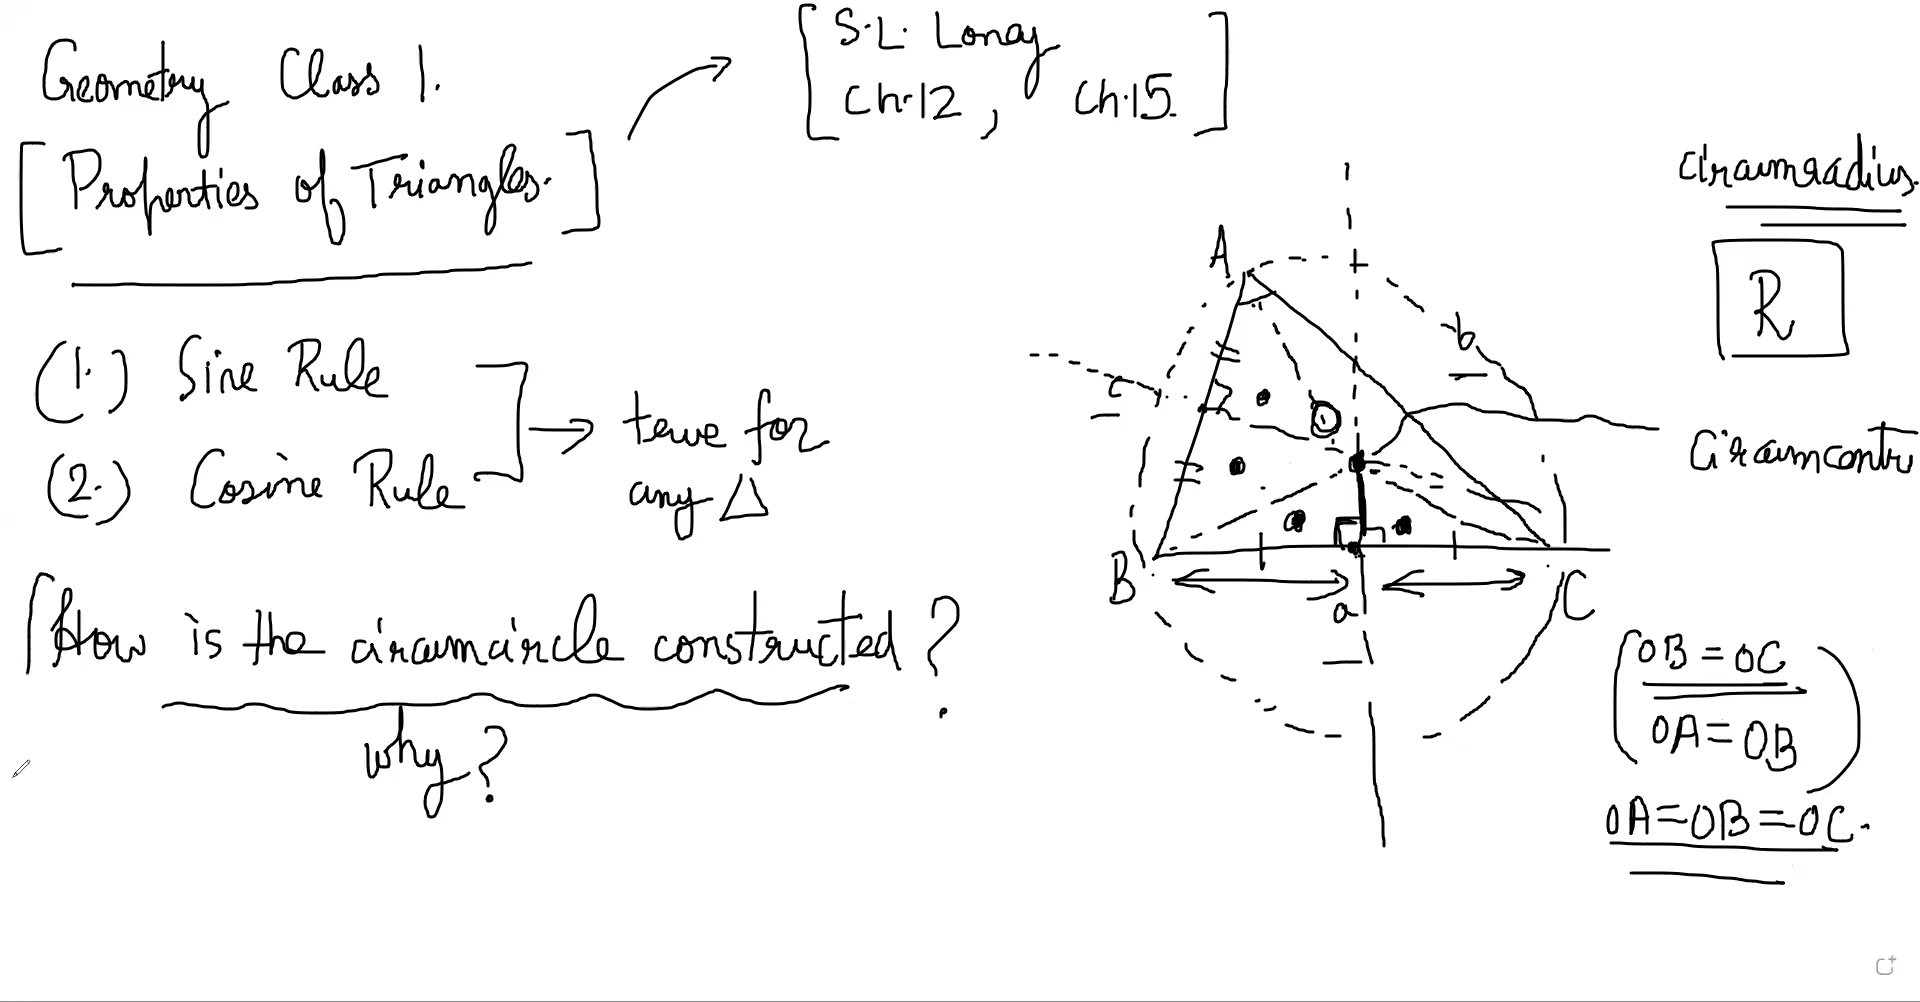 Geometry Class 1.
[Properties of Triangles.]
[S.L. Loney
Ch.12, Ch.15]
(1.) Sine Rule
(2.) Cosine Rule
true for
any △
How is the circumcircle constructed?
why?
A
b
c
B
a
C
circumradius.
R
Circumcentre
(OB = OC
OA = OB)
OA = OB = OC.